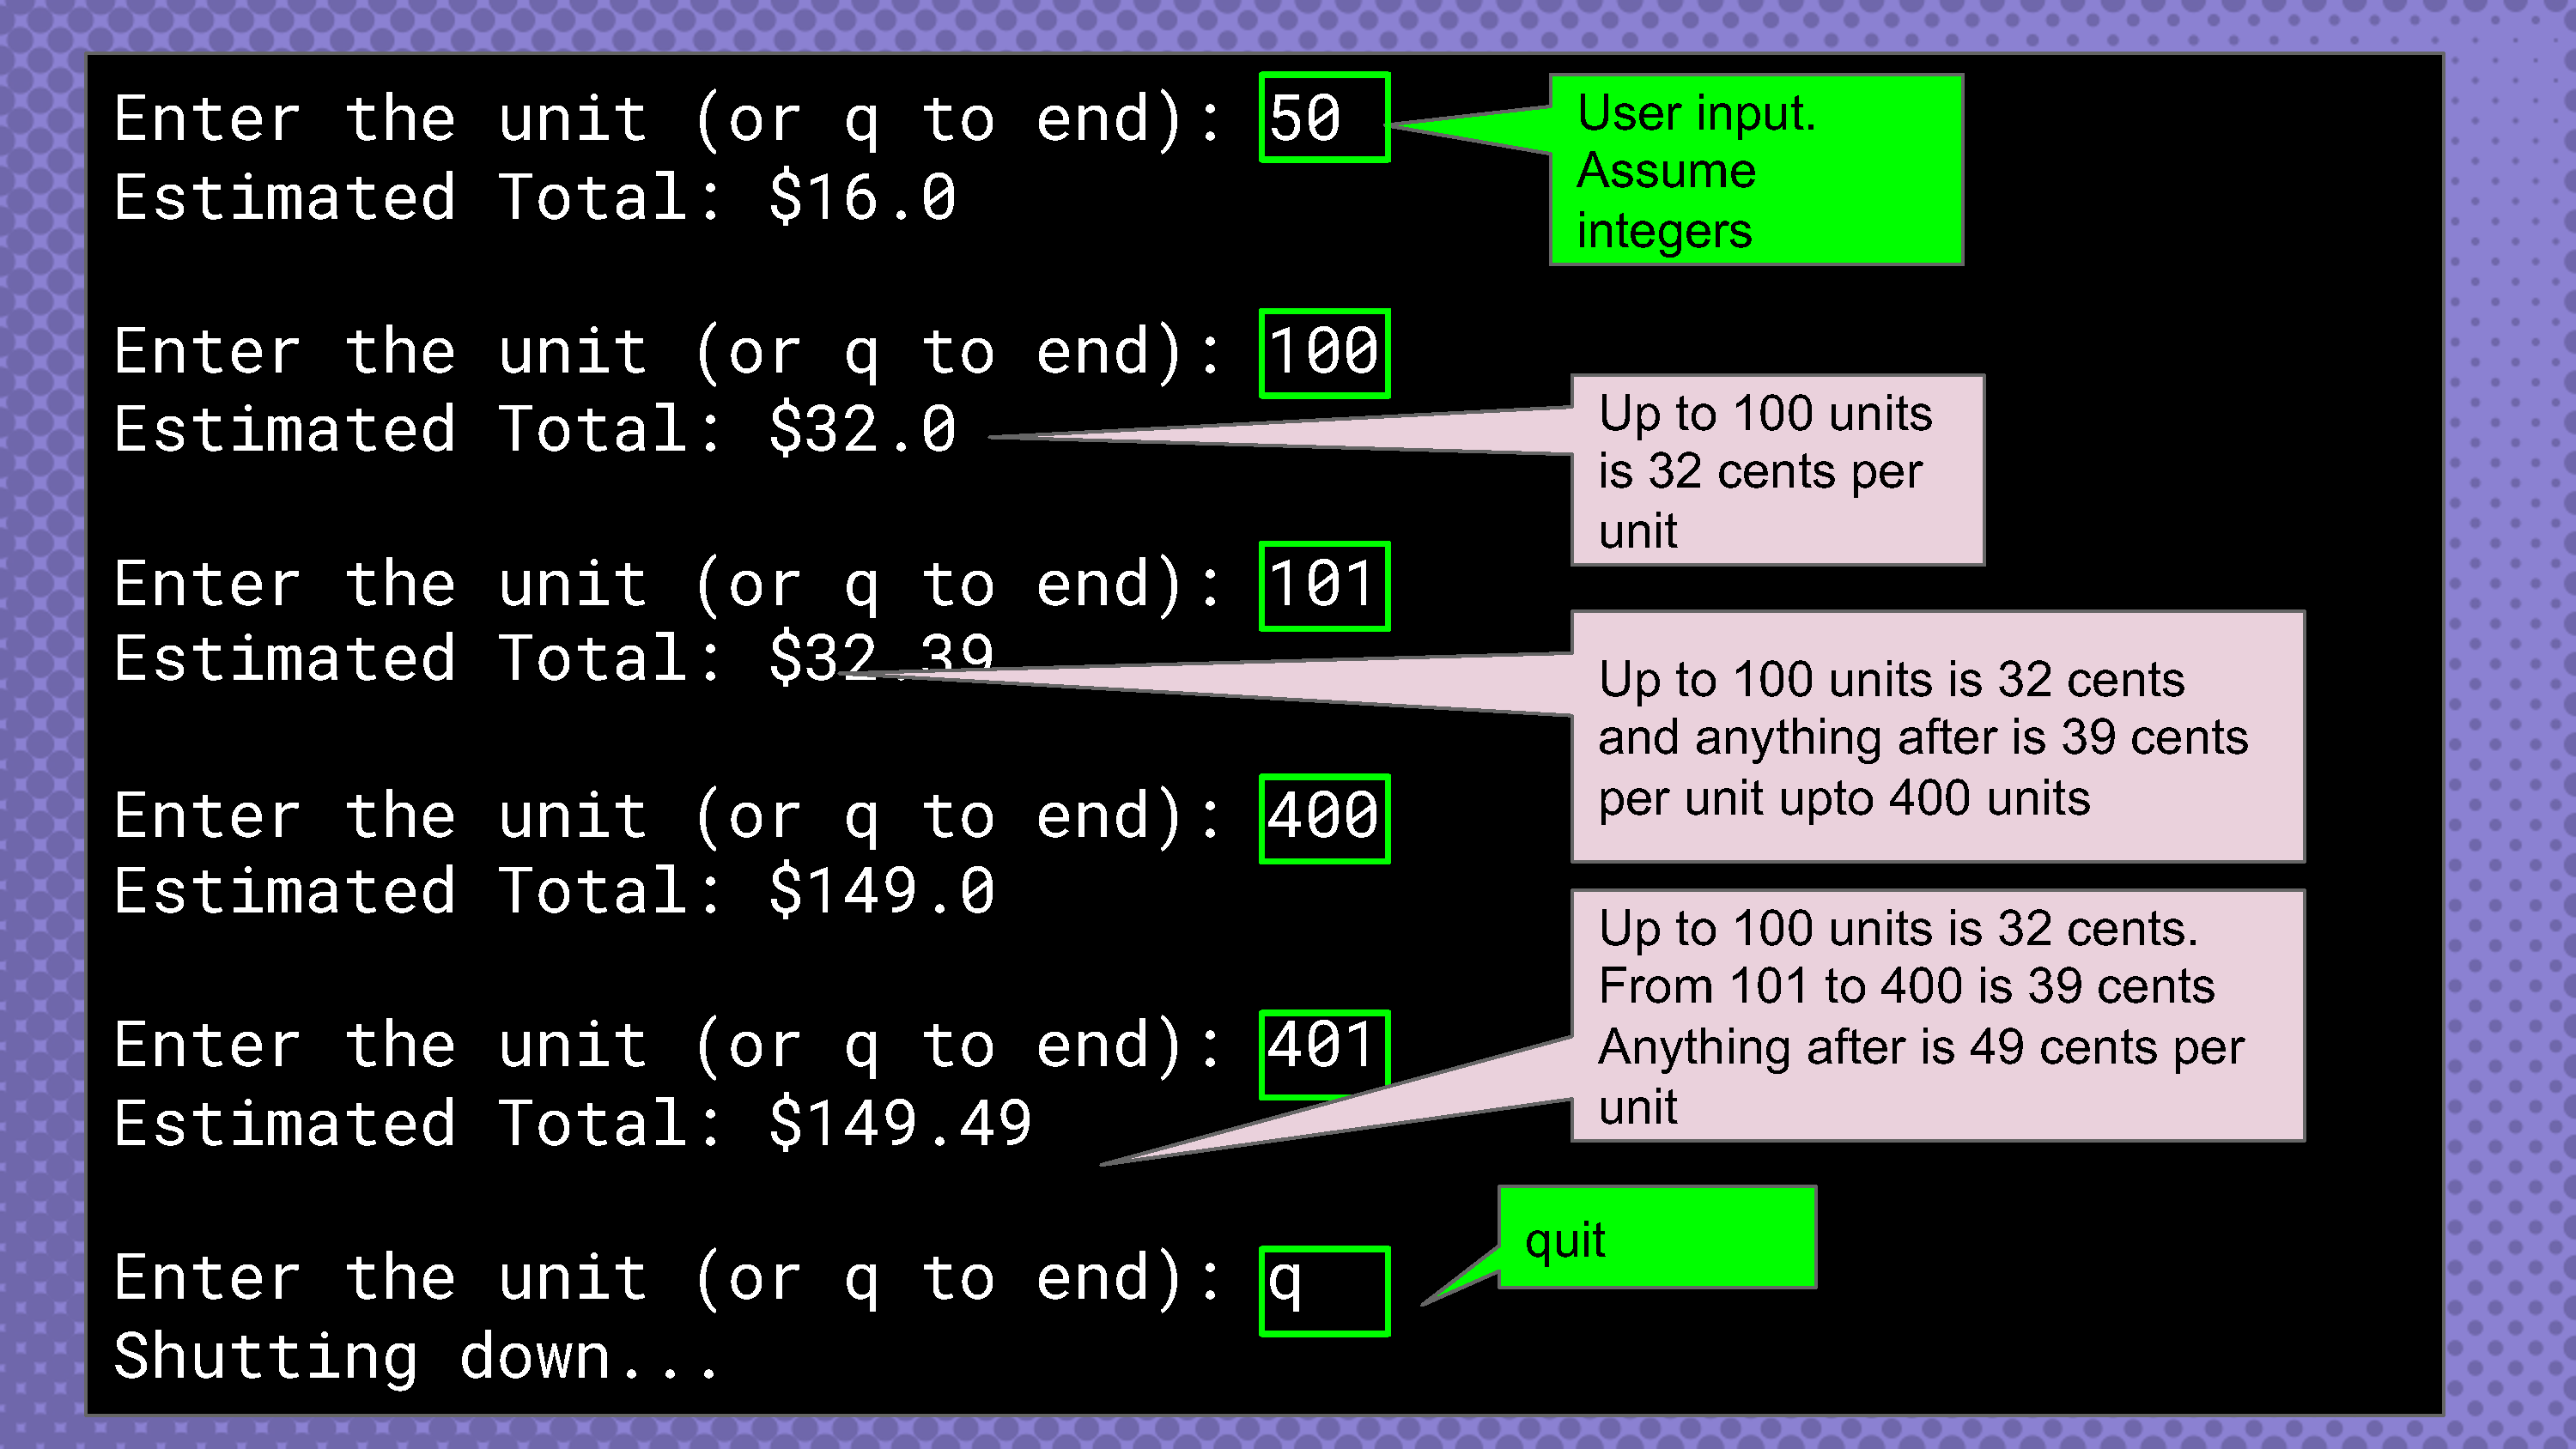 Enter the unit (or q to end): 50
Estimated Total: $16.0
User input.
Assume
integers
Enter the unit (or q to end): 100
Estimated Total: $32.0
Up to 100 units
is 32 cents per
unit
Enter the unit (or q to end): 101
Estimated Total: $32.39
Up to 100 units is 32 cents
and anything after is 39 cents
per unit upto 400 units
Enter the unit (or q to end): 400
Estimated Total: $149.0
Up to 100 units is 32 cents.
From 101 to 400 is 39 cents
Anything after is 49 cents per
unit
Enter the unit (or q to end): 401
Estimated Total: $149.49
quit
Enter the unit (or q to end): q
Shutting down...